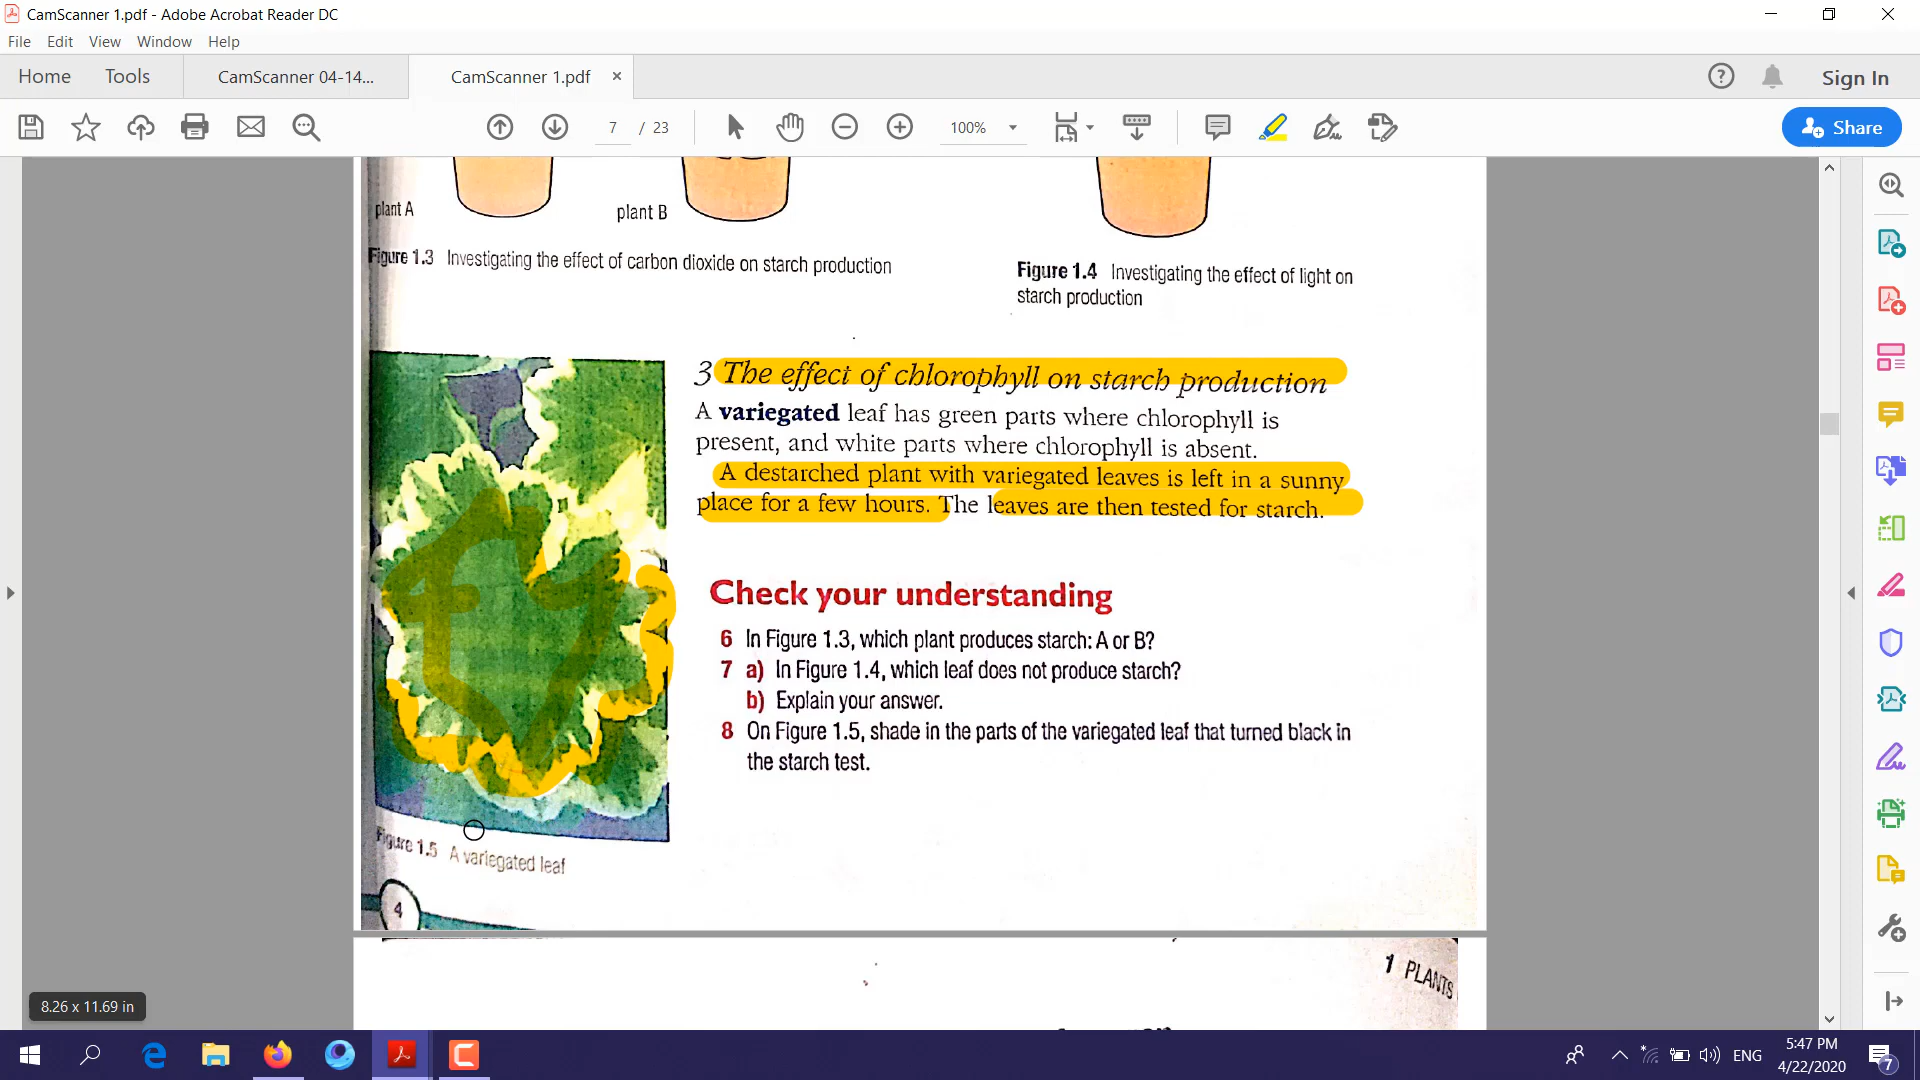 CamScanner 1.pdf - Adobe Acrobat Reader DC
File Edit View Window Help
Home Tools CamScanner 04-14... CamScanner 1.pdf × Sign In
7 / 23 100% Share
plant A plant B
Figure 1.3 Investigating the effect of carbon dioxide on starch production
Figure 1.4 Investigating the effect of light on
starch production
3 The effect of chlorophyll on starch production
A variegated leaf has green parts where chlorophyll is
present, and white parts where chlorophyll is absent.
A destarched plant with variegated leaves is left in a sunny
place for a few hours. The leaves are then tested for starch.
Check your understanding
6 In Figure 1.3, which plant produces starch: A or B?
7 a) In Figure 1.4, which leaf does not produce starch?
b) Explain your answer.
8 On Figure 1.5, shade in the parts of the variegated leaf that turned black in
the starch test.
Figure 1.5 A variegated leaf
4
1 PLANTS
8.26 x 11.69 in
ENG
5:47 PM
4/22/2020
7